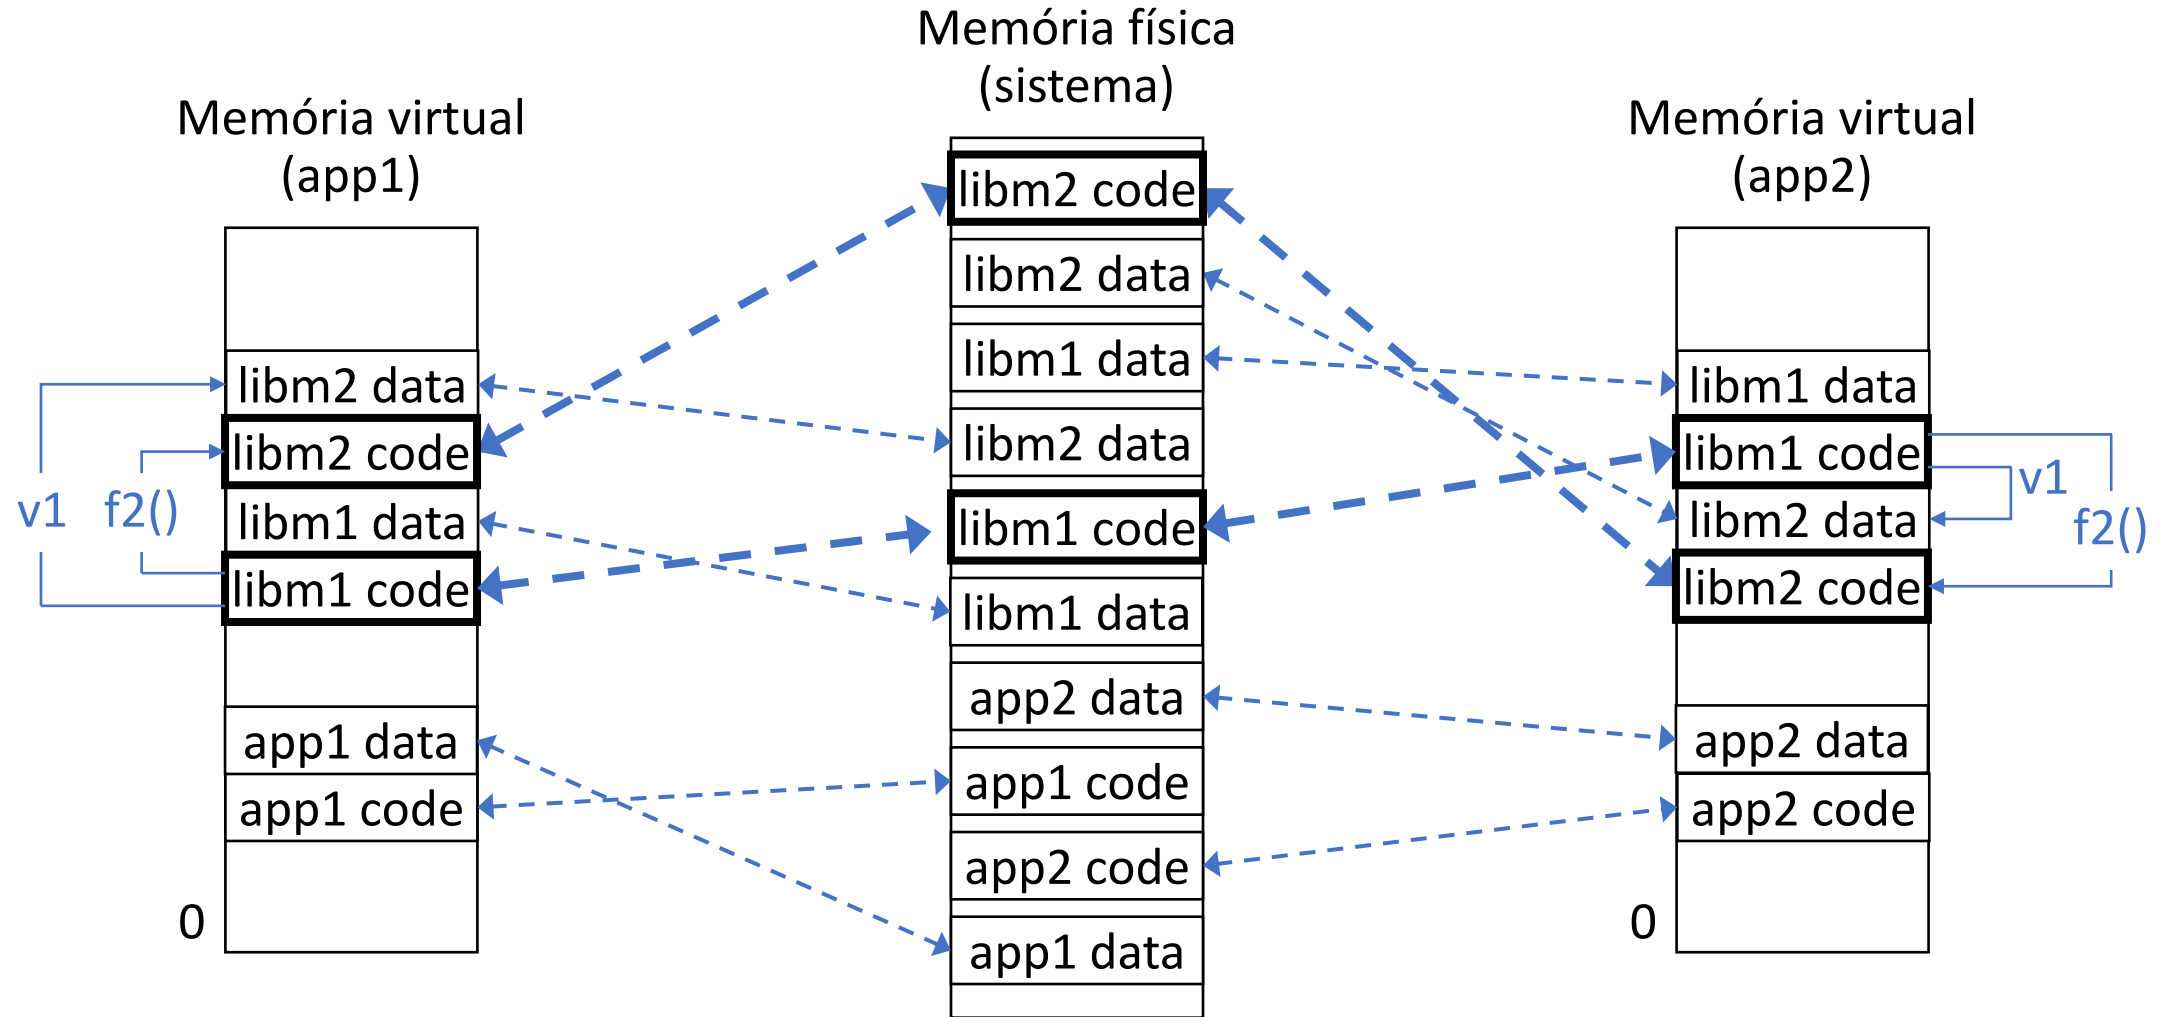 Memória virtual
(app1)
libm2 data
libm2 code
libm1 data
libm1 code
app1 data
app1 code
0
v1
f2()
Memória física
(sistema)
libm2 code
libm2 data
libm1 data
libm2 data
libm1 code
libm1 data
app2 data
app1 code
app2 code
app1 data
Memória virtual
(app2)
libm1 data
libm1 code
libm2 data
libm2 code
app2 data
app2 code
0
v1
f2()